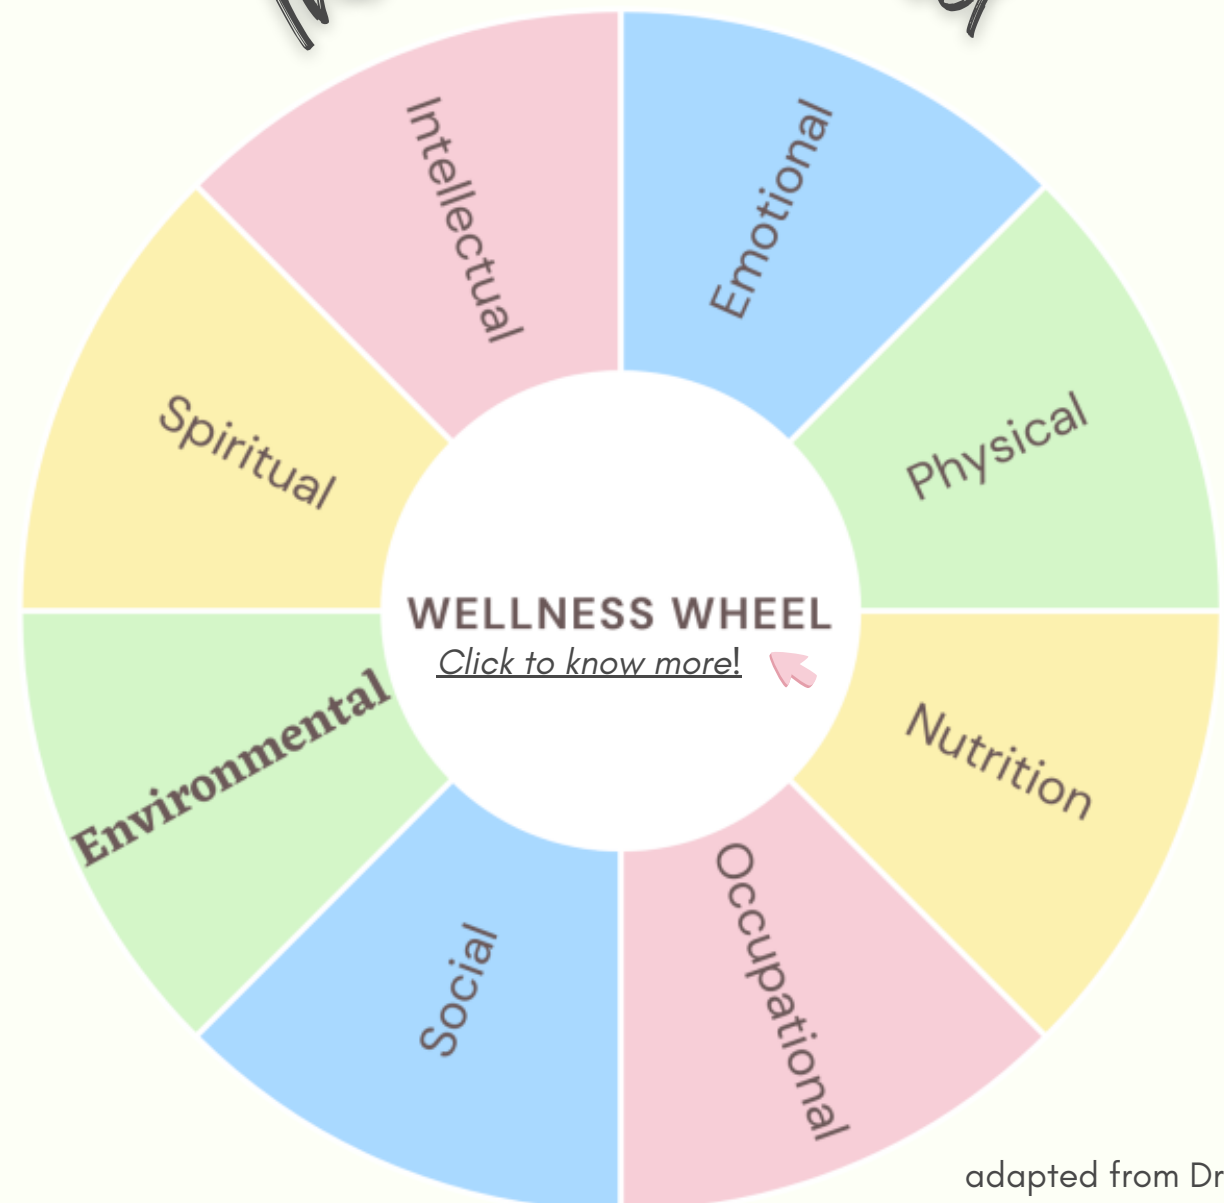 Intellectual
Emotional
Spiritual
Physical
WELLNESS WHEEL
Click to know more!
Environmental
Nutrition
Social
Occupational
adapted from Dr